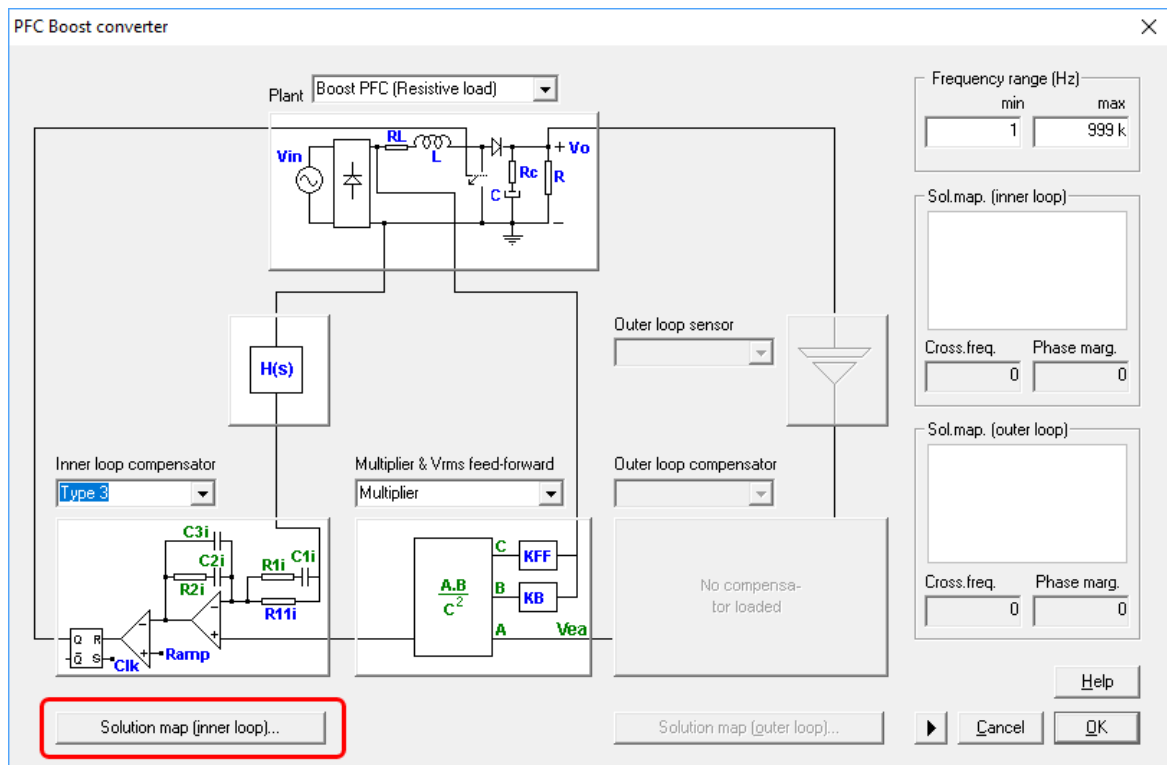 PFC Boost converter
Plant
Boost PFC (Resistive load)
Vin
RL
L
+ Vo
Rc
R
C
−
H(s)
Outer loop sensor
Inner loop compensator
Type 3
Multiplier & Vrms feed-forward
Multiplier
Outer loop compensator
C3i
C2i
R2i
R1i
C1i
R11i
−
+
−
+
Q R
Q̅ S
Clk
Ramp
A.B
C²
C
KFF
B
KB
A
Vea
No compensa-
tor loaded
Solution map (inner loop)...
Solution map (outer loop)...
Frequency range (Hz)
min max
1 999 k
Sol.map. (inner loop)
Cross.freq. Phase marg.
0 0
Sol.map. (outer loop)
Cross.freq. Phase marg.
0 0
Help
Cancel
OK